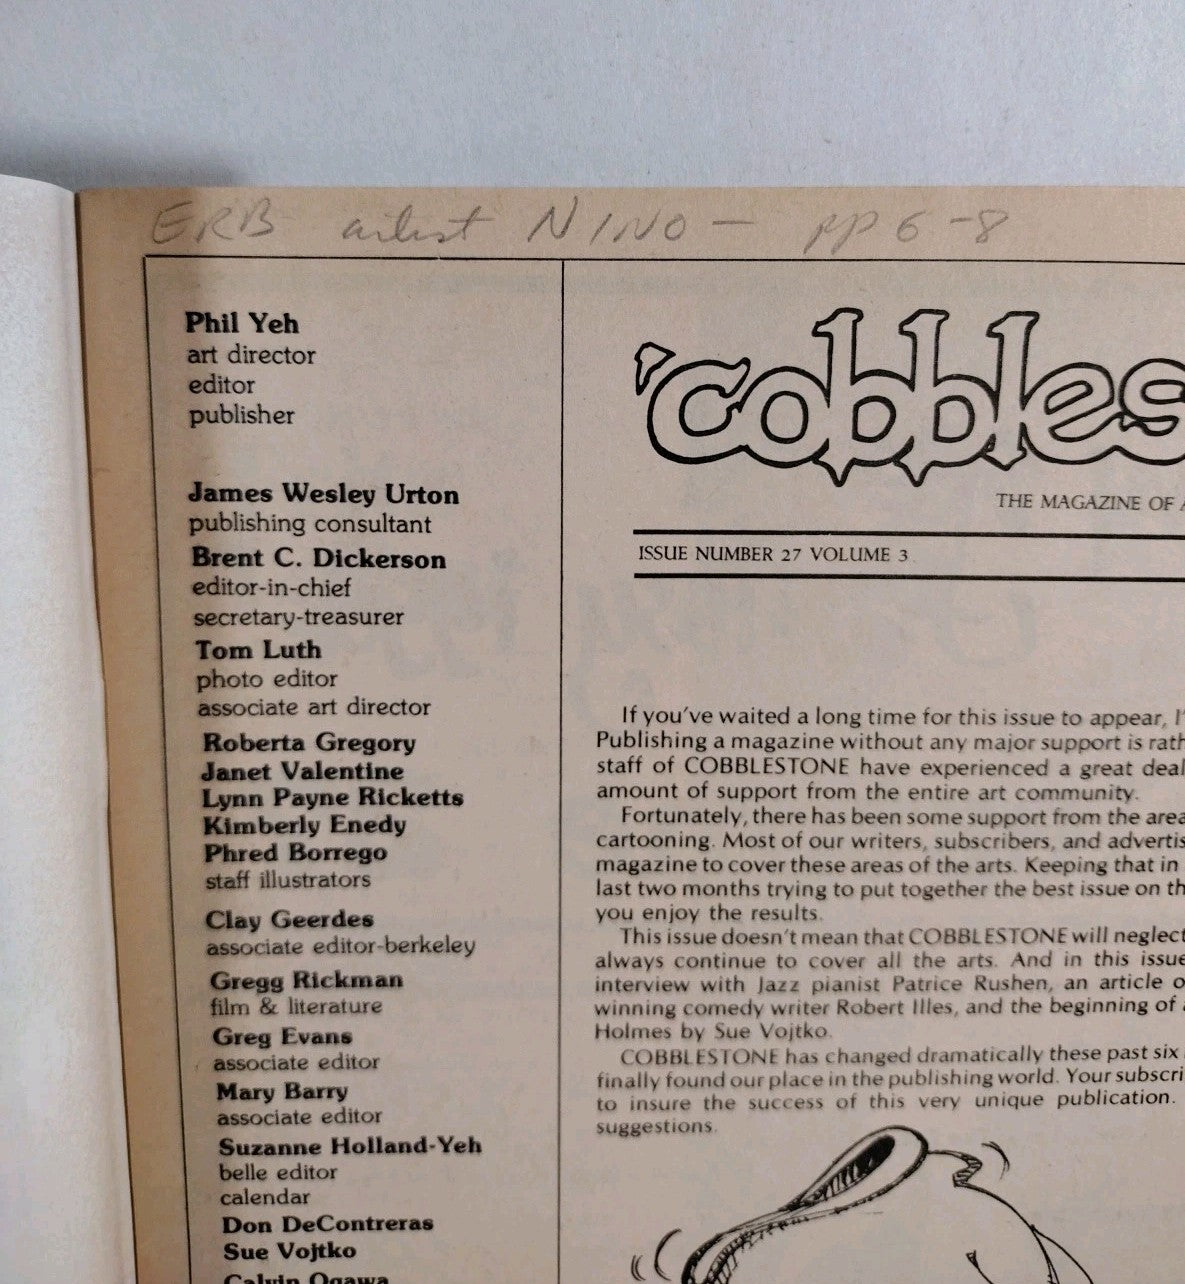 ERB artist NINO — pp 6-8
Phil Yeh
art director
editor
publisher
James Wesley Urton
publishing consultant
Brent C. Dickerson
editor-in-chief
secretary-treasurer
Tom Luth
photo editor
associate art director
Roberta Gregory
Janet Valentine
Lynn Payne Ricketts
Kimberly Enedy
Phred Borrego
staff illustrators
Clay Geerdes
associate editor-berkeley
Gregg Rickman
film & literature
Greg Evans
associate editor
Mary Barry
associate editor
Suzanne Holland-Yeh
belle editor
calendar
Don DeContreras
Sue Vojtko
Calvin Ogawa
'cobbles
THE MAGAZINE OF
ISSUE NUMBER 27 VOLUME 3
If you've waited a long time for this issue to appear, I'
Publishing a magazine without any major support is rath
staff of COBBLESTONE have experienced a great deal
amount of support from the entire art community.
Fortunately, there has been some support from the area
cartooning. Most of our writers, subscribers, and advertis
magazine to cover these areas of the arts. Keeping that in
last two months trying to put together the best issue on th
you enjoy the results.
This issue doesn't mean that COBBLESTONE will neglect
always continue to cover all the arts. And in this issue
interview with Jazz pianist Patrice Rushen, an article o
winning comedy writer Robert Illes, and the beginning of
Holmes by Sue Vojtko.
COBBLESTONE has changed dramatically these past six
finally found our place in the publishing world. Your subscri
to insure the success of this very unique publication.
suggestions.